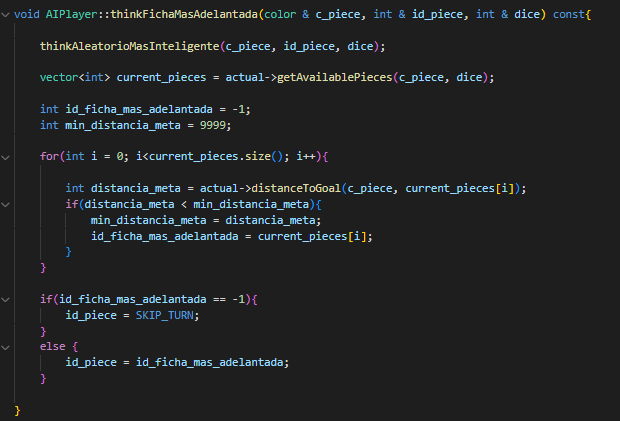 void AIPlayer::thinkFichaMasAdelantada(color & c_piece, int & id_piece, int & dice) const{
thinkAleatorioMasInteligente(c_piece, id_piece, dice);
vector<int> current_pieces = actual->getAvailablePieces(c_piece, dice);
int id_ficha_mas_adelantada = -1;
int min_distancia_meta = 9999;
for(int i = 0; i<current_pieces.size(); i++){
int distancia_meta = actual->distanceToGoal(c_piece, current_pieces[i]);
if(distancia_meta < min_distancia_meta){
min_distancia_meta = distancia_meta;
id_ficha_mas_adelantada = current_pieces[i];
}
}
if(id_ficha_mas_adelantada == -1){
id_piece = SKIP_TURN;
}
else {
id_piece = id_ficha_mas_adelantada;
}
}